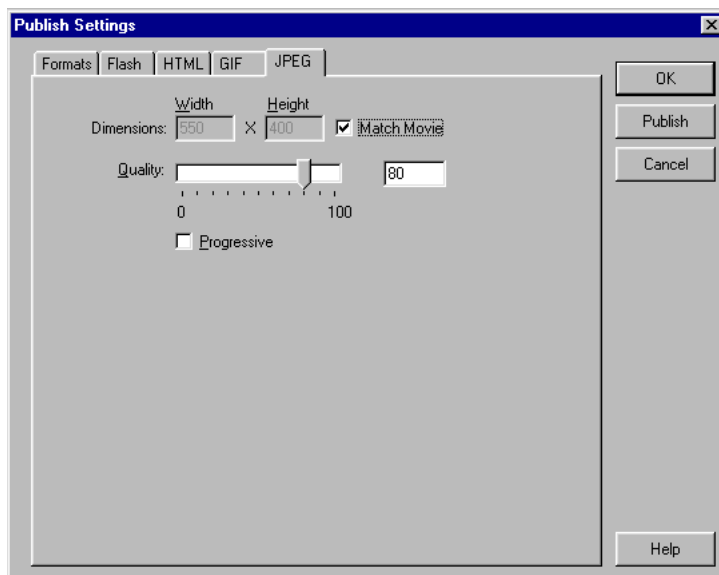 Publish Settings
Formats Flash HTML GIF JPEG
OK
Width Height
Dimensions: 550 X 400 Match Movie
Publish
Quality: 80
Cancel
0 100
Progressive
Help